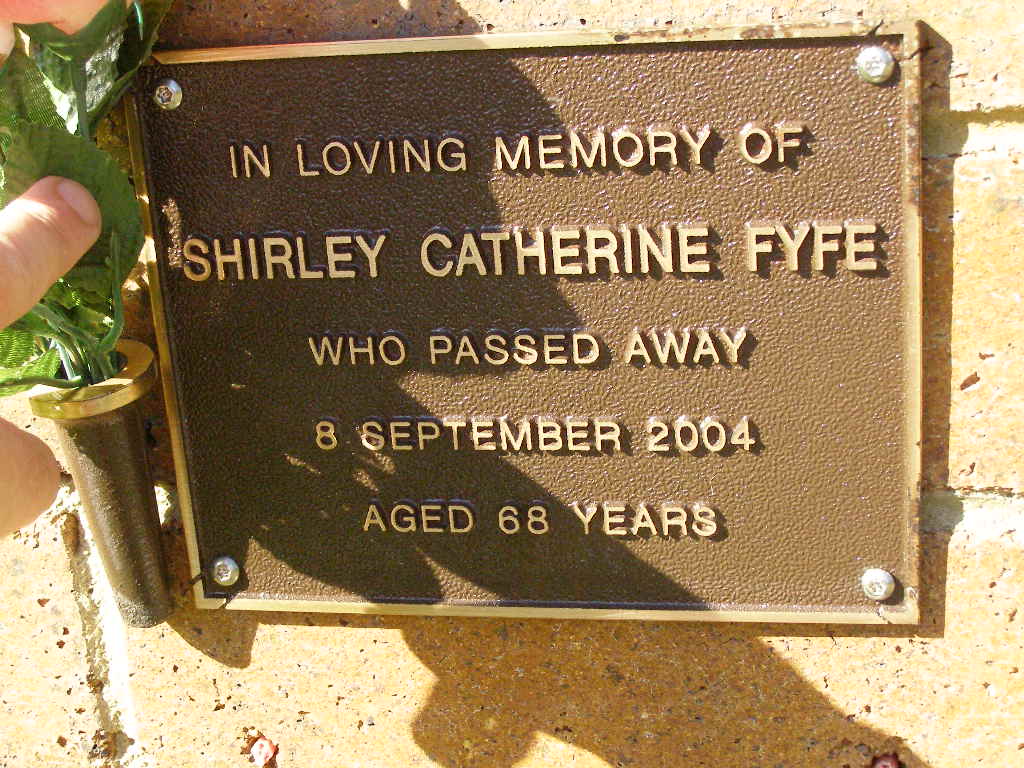 IN LOVING MEMORY OF
SHIRLEY CATHERINE FYFE
WHO PASSED AWAY
8 SEPTEMBER 2004
AGED 68 YEARS